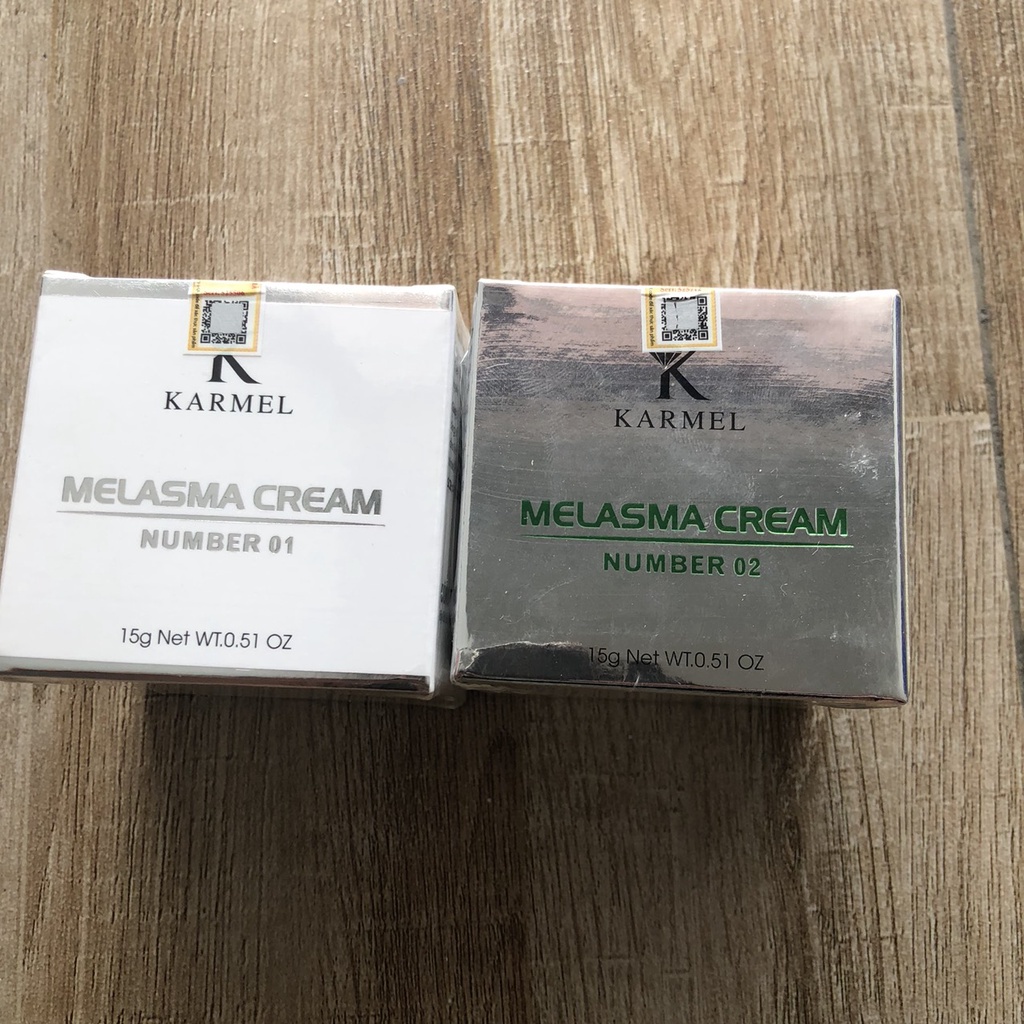 K
KARMEL
MELASMA CREAM
NUMBER 01
15g Net WT.0.51 OZ
K
KARMEL
MELASMA CREAM
NUMBER 02
15g Net WT.0.51 OZ